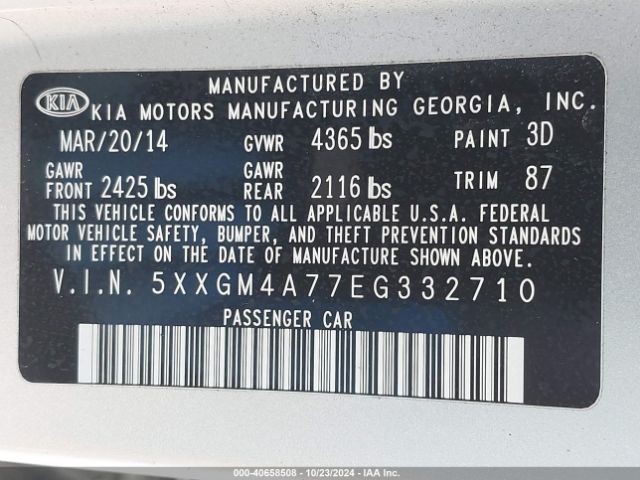 MANUFACTURED BY
KIA KIA MOTORS MANUFACTURING GEORGIA, INC.
MAR/20/14 GVWR 4365 lbs PAINT 3D
GAWR FRONT 2425 lbs GAWR REAR 2116 lbs TRIM 87
THIS VEHICLE CONFORMS TO ALL APPLICABLE U.S.A. FEDERAL
MOTOR VEHICLE SAFETY, BUMPER, AND THEFT PREVENTION STANDARDS
IN EFFECT ON THE DATE OF MANUFACTURE SHOWN ABOVE.
V.I.N. 5XXGM4A77EG332710
PASSENGER CAR
000-40658508 - 10/23/2024 - IAA Inc.